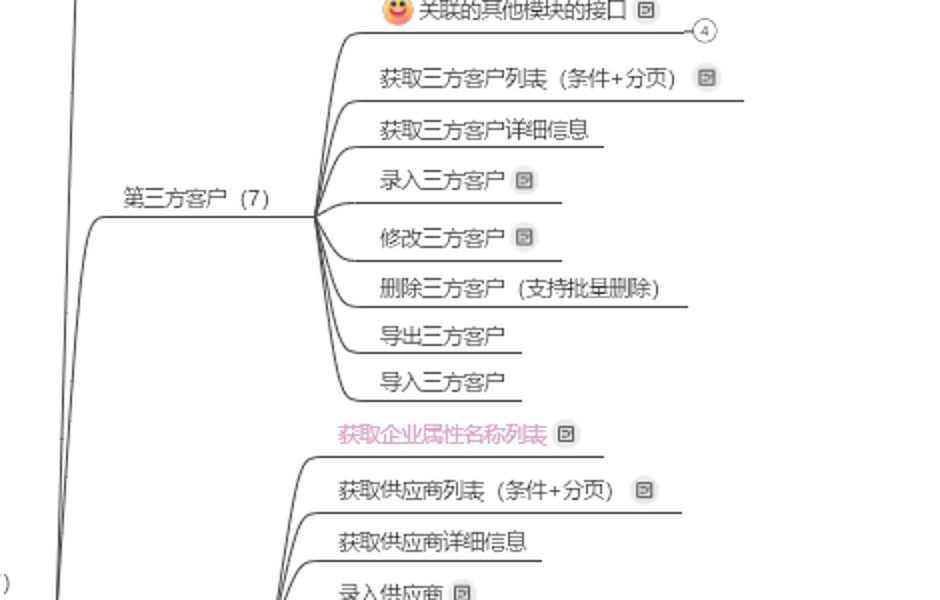 关联的其他模块的接口
4
获取三方客户列表（条件+分页）
获取三方客户详细信息
录入三方客户
第三方客户（7）
修改三方客户
删除三方客户（支持批量删除）
导出三方客户
导入三方客户
获取企业属性名称列表
获取供应商列表（条件+分页）
获取供应商详细信息
）
录入供应商